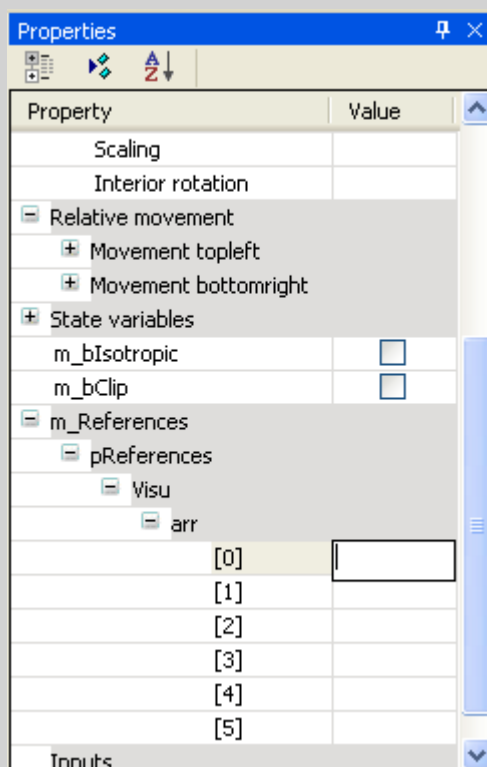 Properties
A
Z
Property Value
Scaling
Interior rotation
Relative movement
Movement topleft
Movement bottomright
State variables
m_bIsotropic
m_bClip
m_References
pReferences
Visu
arr
[0]
[1]
[2]
[3]
[4]
[5]
Inputs